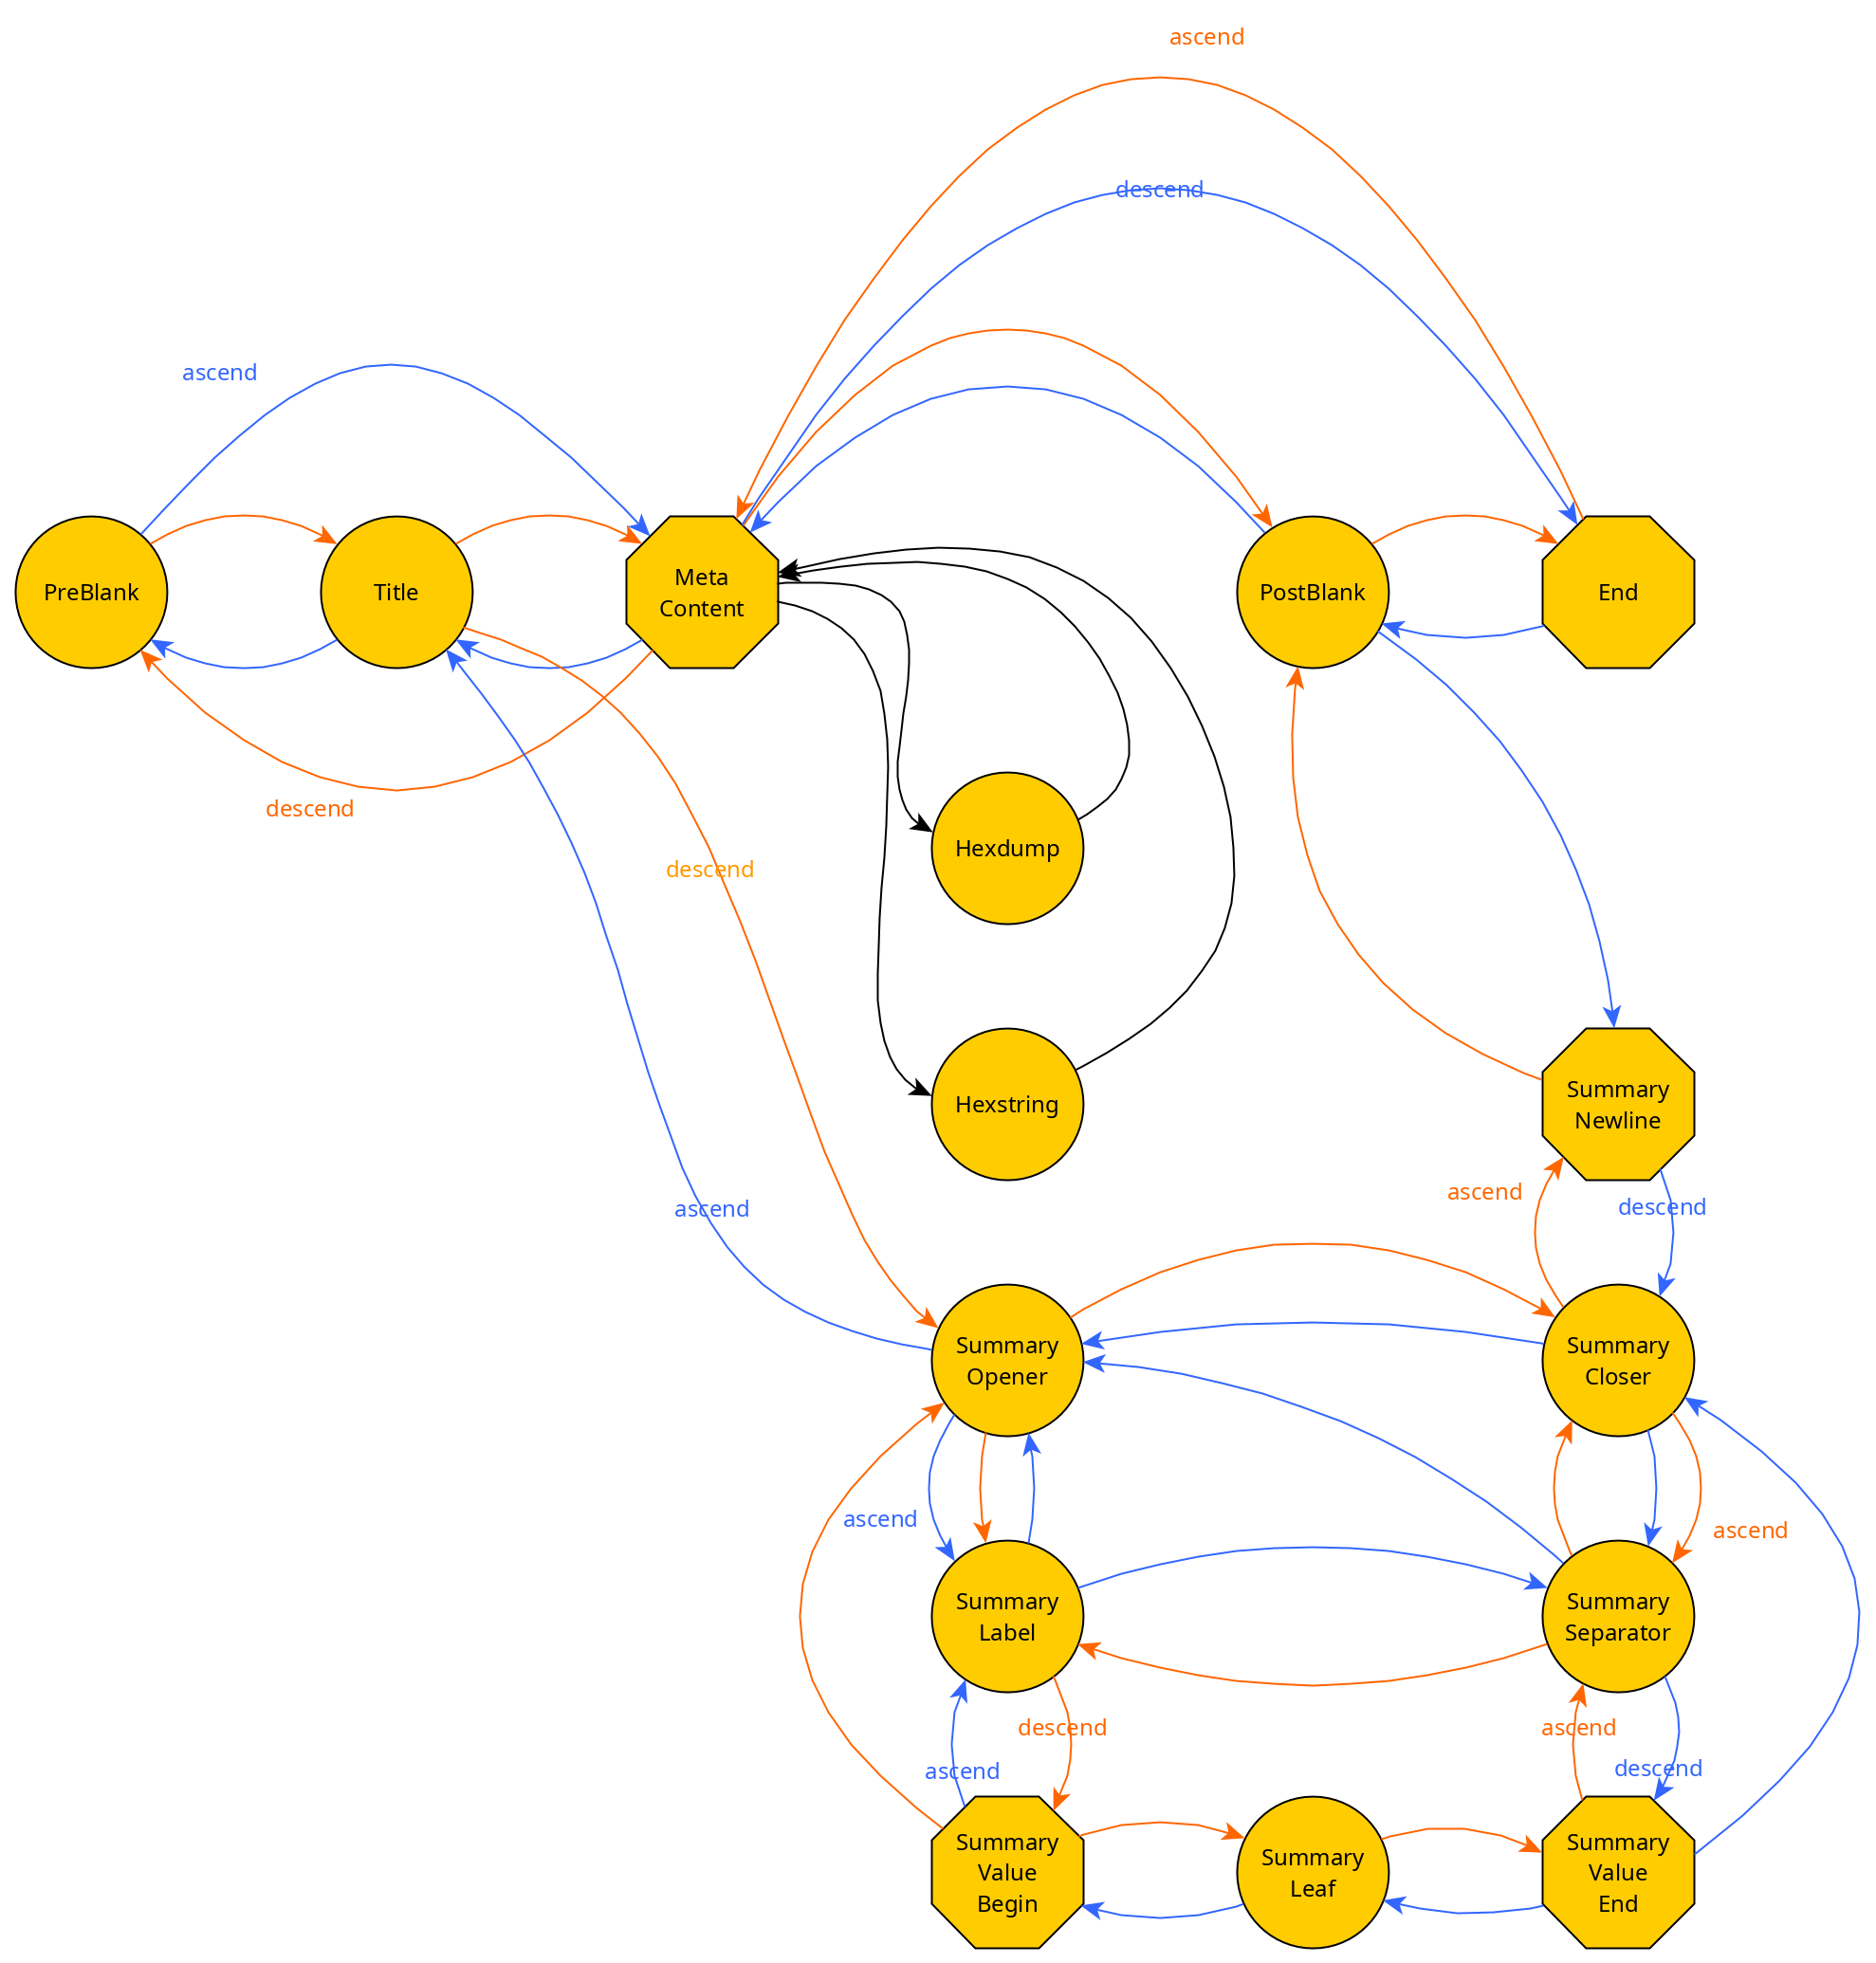 ascend
descend
ascend
PreBlank
Title
Meta
Content
PostBlank
End
descend
Hexdump
descend
Hexstring
Summary
Newline
ascend
descend
ascend
Summary
Opener
Summary
Closer
ascend
ascend
Summary
Label
Summary
Separator
descend
ascend
ascend
descend
Summary
Value
Begin
Summary
Leaf
Summary
Value
End